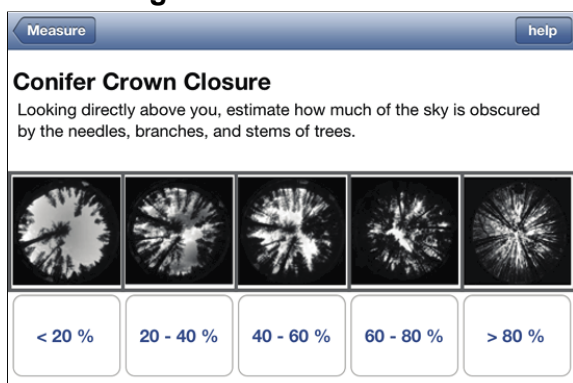 Measure
help
Conifer Crown Closure
Looking directly above you, estimate how much of the sky is obscured
by the needles, branches, and stems of trees.
< 20 %
20 - 40 %
40 - 60 %
60 - 80 %
> 80 %